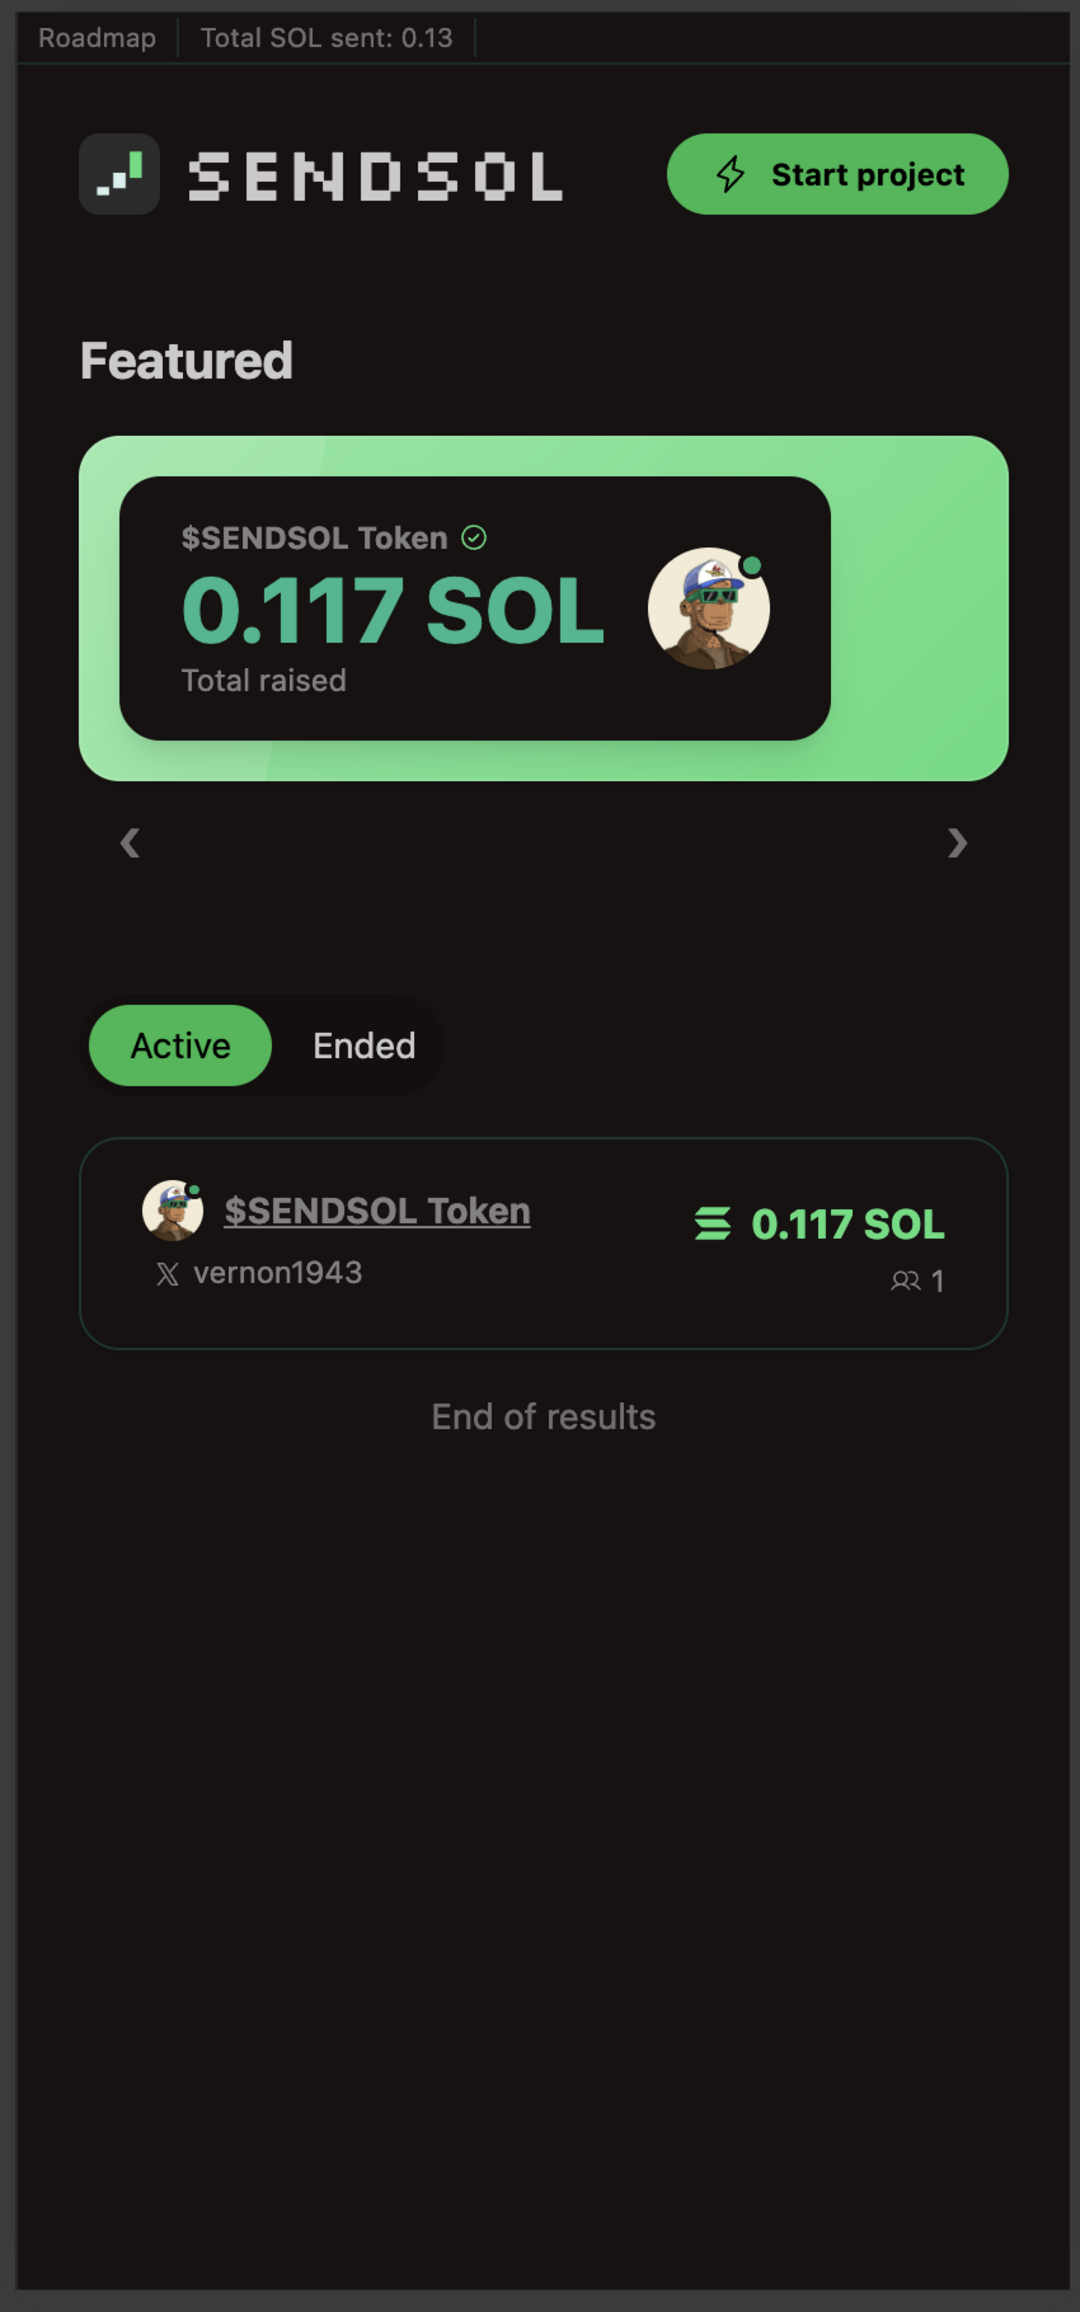 Roadmap
Total SOL sent: 0.13
SENDSOL
Start project
Featured
$SENDSOL Token
0.117 SOL
Total raised
Active
Ended
$SENDSOL Token
0.117 SOL
vernon1943
1
End of results